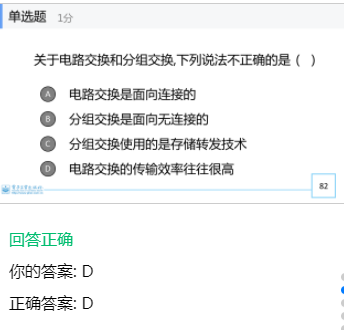 单选题 1分
关于电路交换和分组交换,下列说法不正确的是（ ）
A 电路交换是面向连接的
B 分组交换是面向无连接的
C 分组交换使用的是存储转发技术
D 电路交换的传输效率往往很高
82
回答正确
你的答案: D
正确答案: D